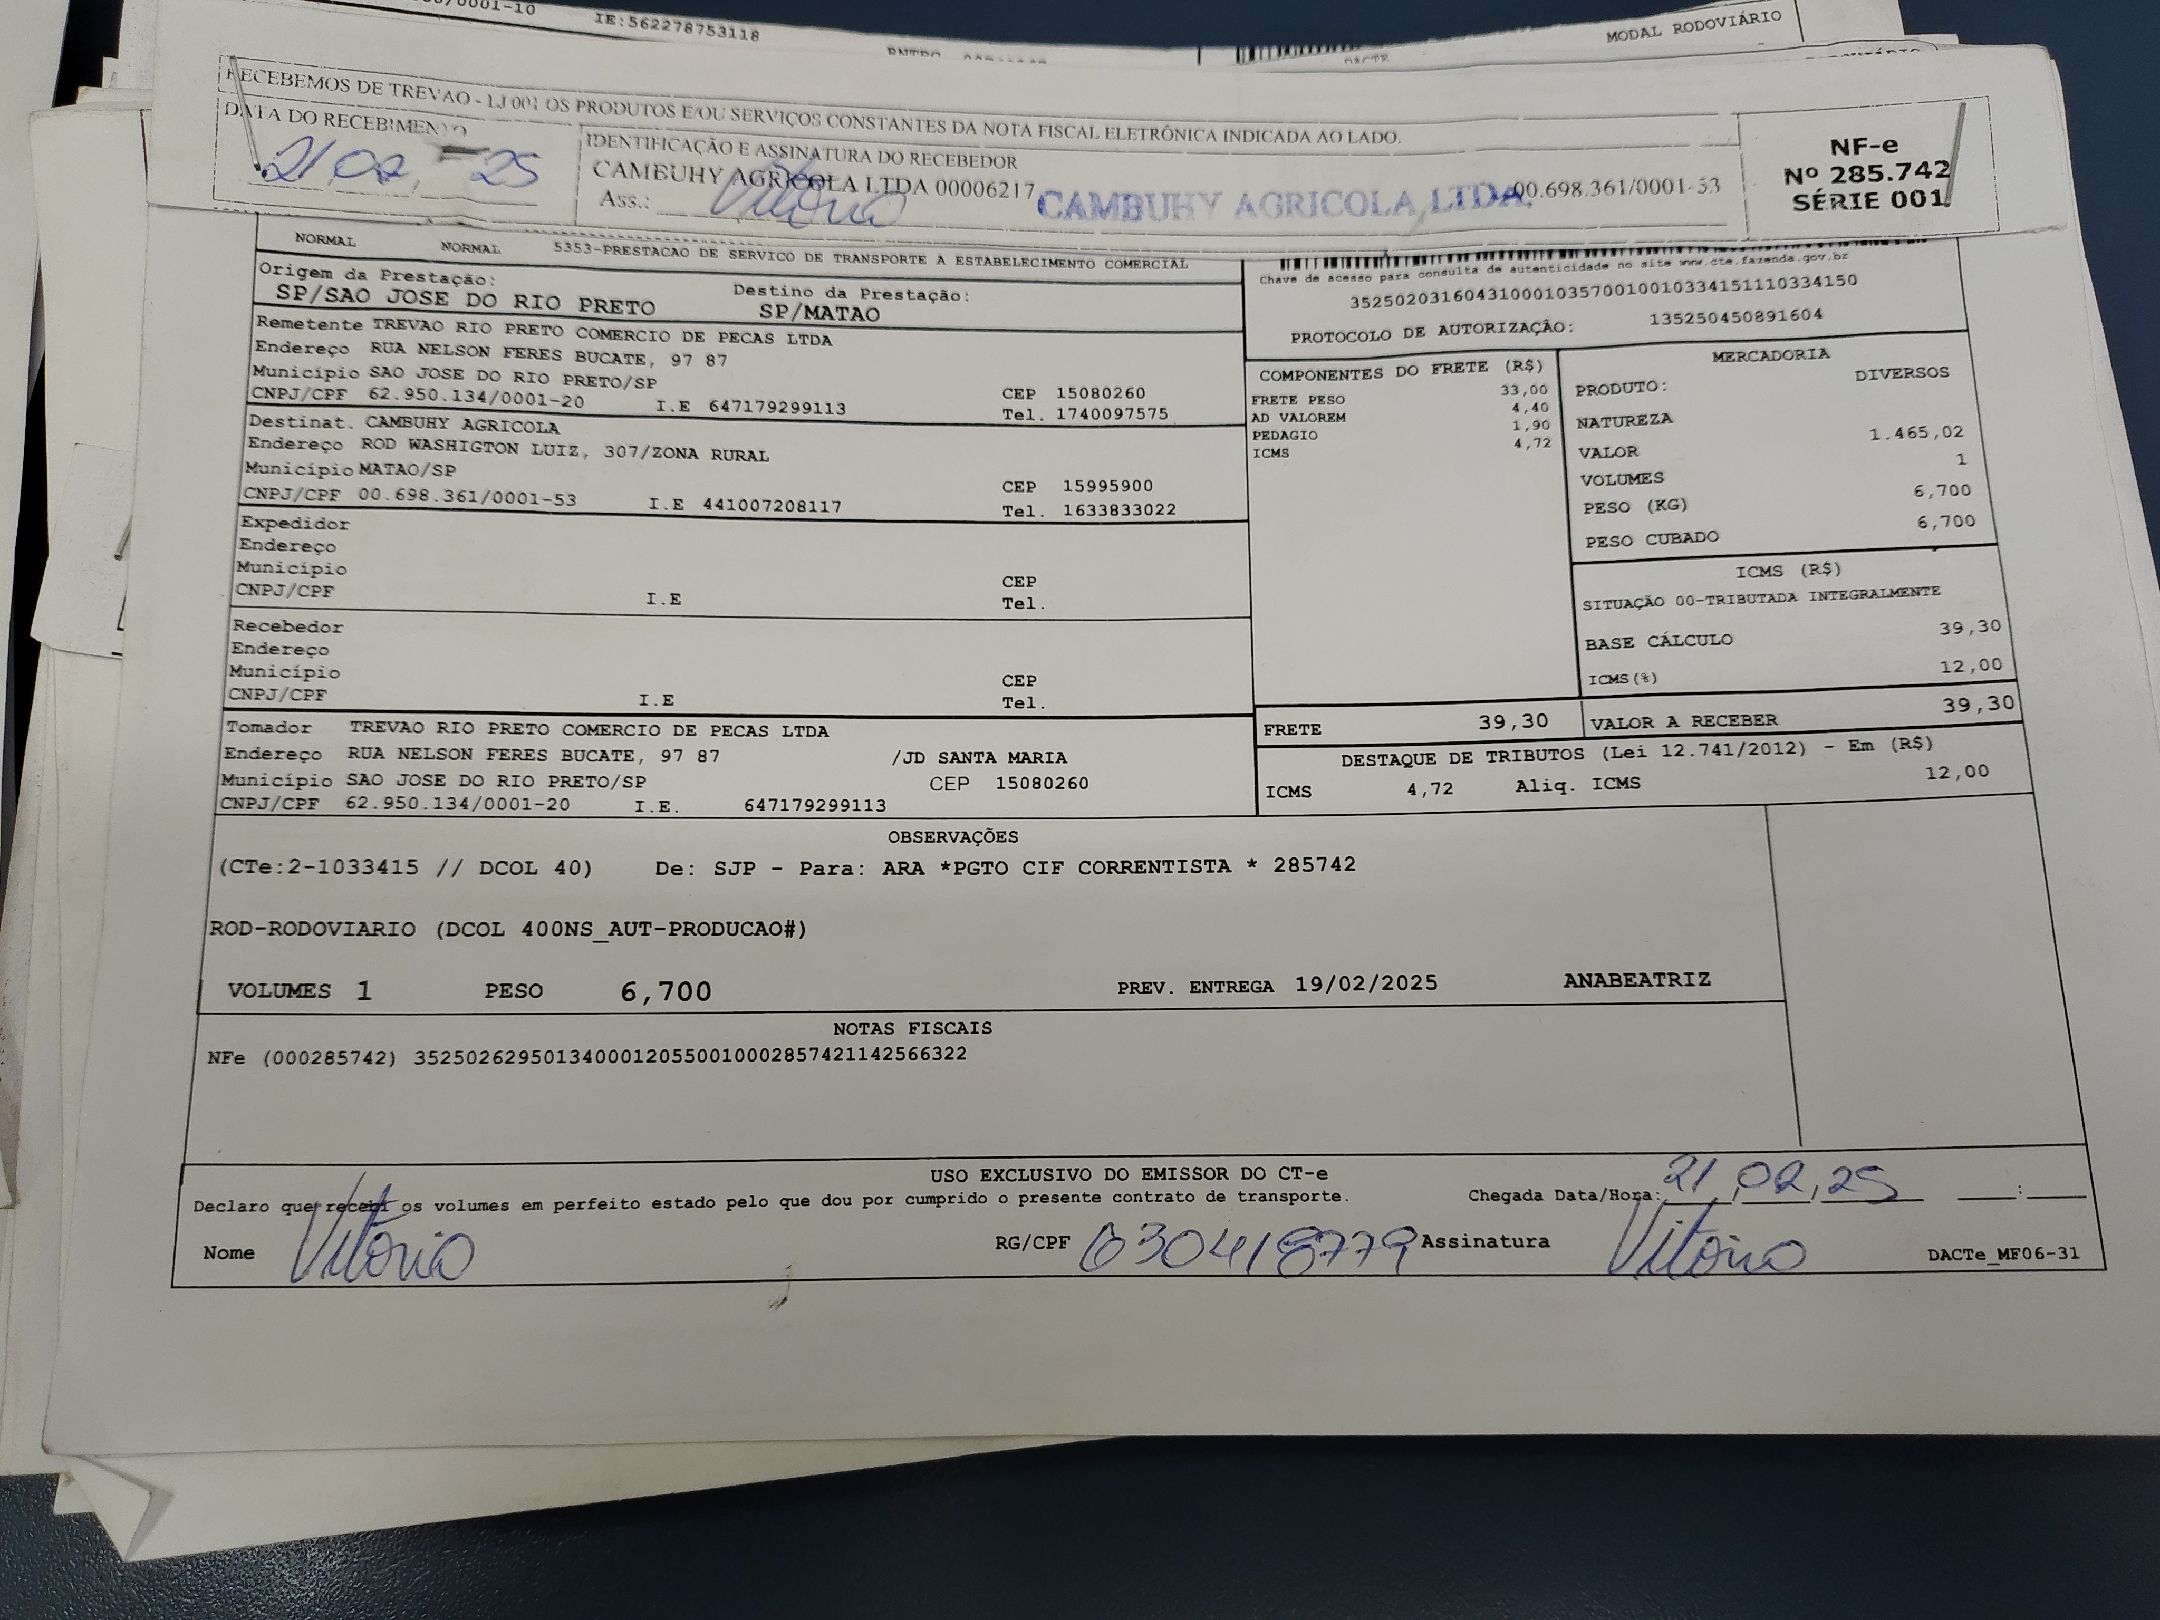 /0001-10 IE:562278753118 MODAL RODOVIÁRIO
DACTE
RECEBEMOS DE TREVAO - LJ 001 OS PRODUTOS E/OU SERVIÇOS CONSTANTES DA NOTA FISCAL ELETRÔNICA INDICADA AO LADO.
DATA DO RECEBIMENTO
21,02,-25
IDENTIFICAÇÃO E ASSINATURA DO RECEBEDOR
CAMBUHY AGRICOLA LTDA 00006217 00.698.361/0001-53
Ass.: Vitório CAMBUHY AGRICOLA LTDA.
NF-e
Nº 285.742
SÉRIE 001
NORMAL NORMAL 5353-PRESTACAO DE SERVICO DE TRANSPORTE A ESTABELECIMENTO COMERCIAL
Origem da Prestação: Destino da Prestação:
SP/SAO JOSE DO RIO PRETO SP/MATAO
Chave de acesso para consulta de autenticidade no site www.cte.fazenda.gov.br
35250203160431000103570010010334151110334150
PROTOCOLO DE AUTORIZAÇÃO: 135250450891604
Remetente TREVAO RIO PRETO COMERCIO DE PECAS LTDA
Endereço RUA NELSON FERES BUCATE, 97 87
Município SAO JOSE DO RIO PRETO/SP CEP 15080260
CNPJ/CPF 62.950.134/0001-20 I.E 647179299113 Tel. 1740097575
Destinat. CAMBUHY AGRICOLA
Endereço ROD WASHIGTON LUIZ, 307/ZONA RURAL
Município MATAO/SP CEP 15995900
CNPJ/CPF 00.698.361/0001-53 I.E 441007208117 Tel. 1633833022
Expedidor
Endereço
Município CEP
CNPJ/CPF I.E Tel.
Recebedor
Endereço
Município CEP
CNPJ/CPF I.E Tel.
Tomador TREVAO RIO PRETO COMERCIO DE PECAS LTDA
Endereço RUA NELSON FERES BUCATE, 97 87 /JD SANTA MARIA
Município SAO JOSE DO RIO PRETO/SP CEP 15080260
CNPJ/CPF 62.950.134/0001-20 I.E. 647179299113
COMPONENTES DO FRETE (R$)
FRETE PESO 33,00
AD VALOREM 4,40
PEDAGIO 1,90
ICMS 4,72
MERCADORIA
PRODUTO: DIVERSOS
NATUREZA
VALOR 1.465,02
VOLUMES 1
PESO (KG) 6,700
PESO CUBADO 6,700
ICMS (R$)
SITUAÇÃO 00-TRIBUTADA INTEGRALMENTE
BASE CÁLCULO 39,30
ICMS(%) 12,00
FRETE 39,30 VALOR A RECEBER 39,30
DESTAQUE DE TRIBUTOS (Lei 12.741/2012) - Em (R$)
ICMS 4,72 Aliq. ICMS 12,00
OBSERVAÇÕES
(CTe:2-1033415 // DCOL 40) De: SJP - Para: ARA *PGTO CIF CORRENTISTA * 285742
ROD-RODOVIARIO (DCOL 400NS_AUT-PRODUCAO#)
VOLUMES 1 PESO 6,700 PREV. ENTREGA 19/02/2025 ANABEATRIZ
NOTAS FISCAIS
NFe (000285742) 35250262950134000120550010002857421142566322
USO EXCLUSIVO DO EMISSOR DO CT-e
Declaro que recebi os volumes em perfeito estado pelo que dou por cumprido o presente contrato de transporte. Chegada Data/Hora: 21,02,25 :
Nome Vitório RG/CPF 630418779 Assinatura Vitório DACTe_MF06-31